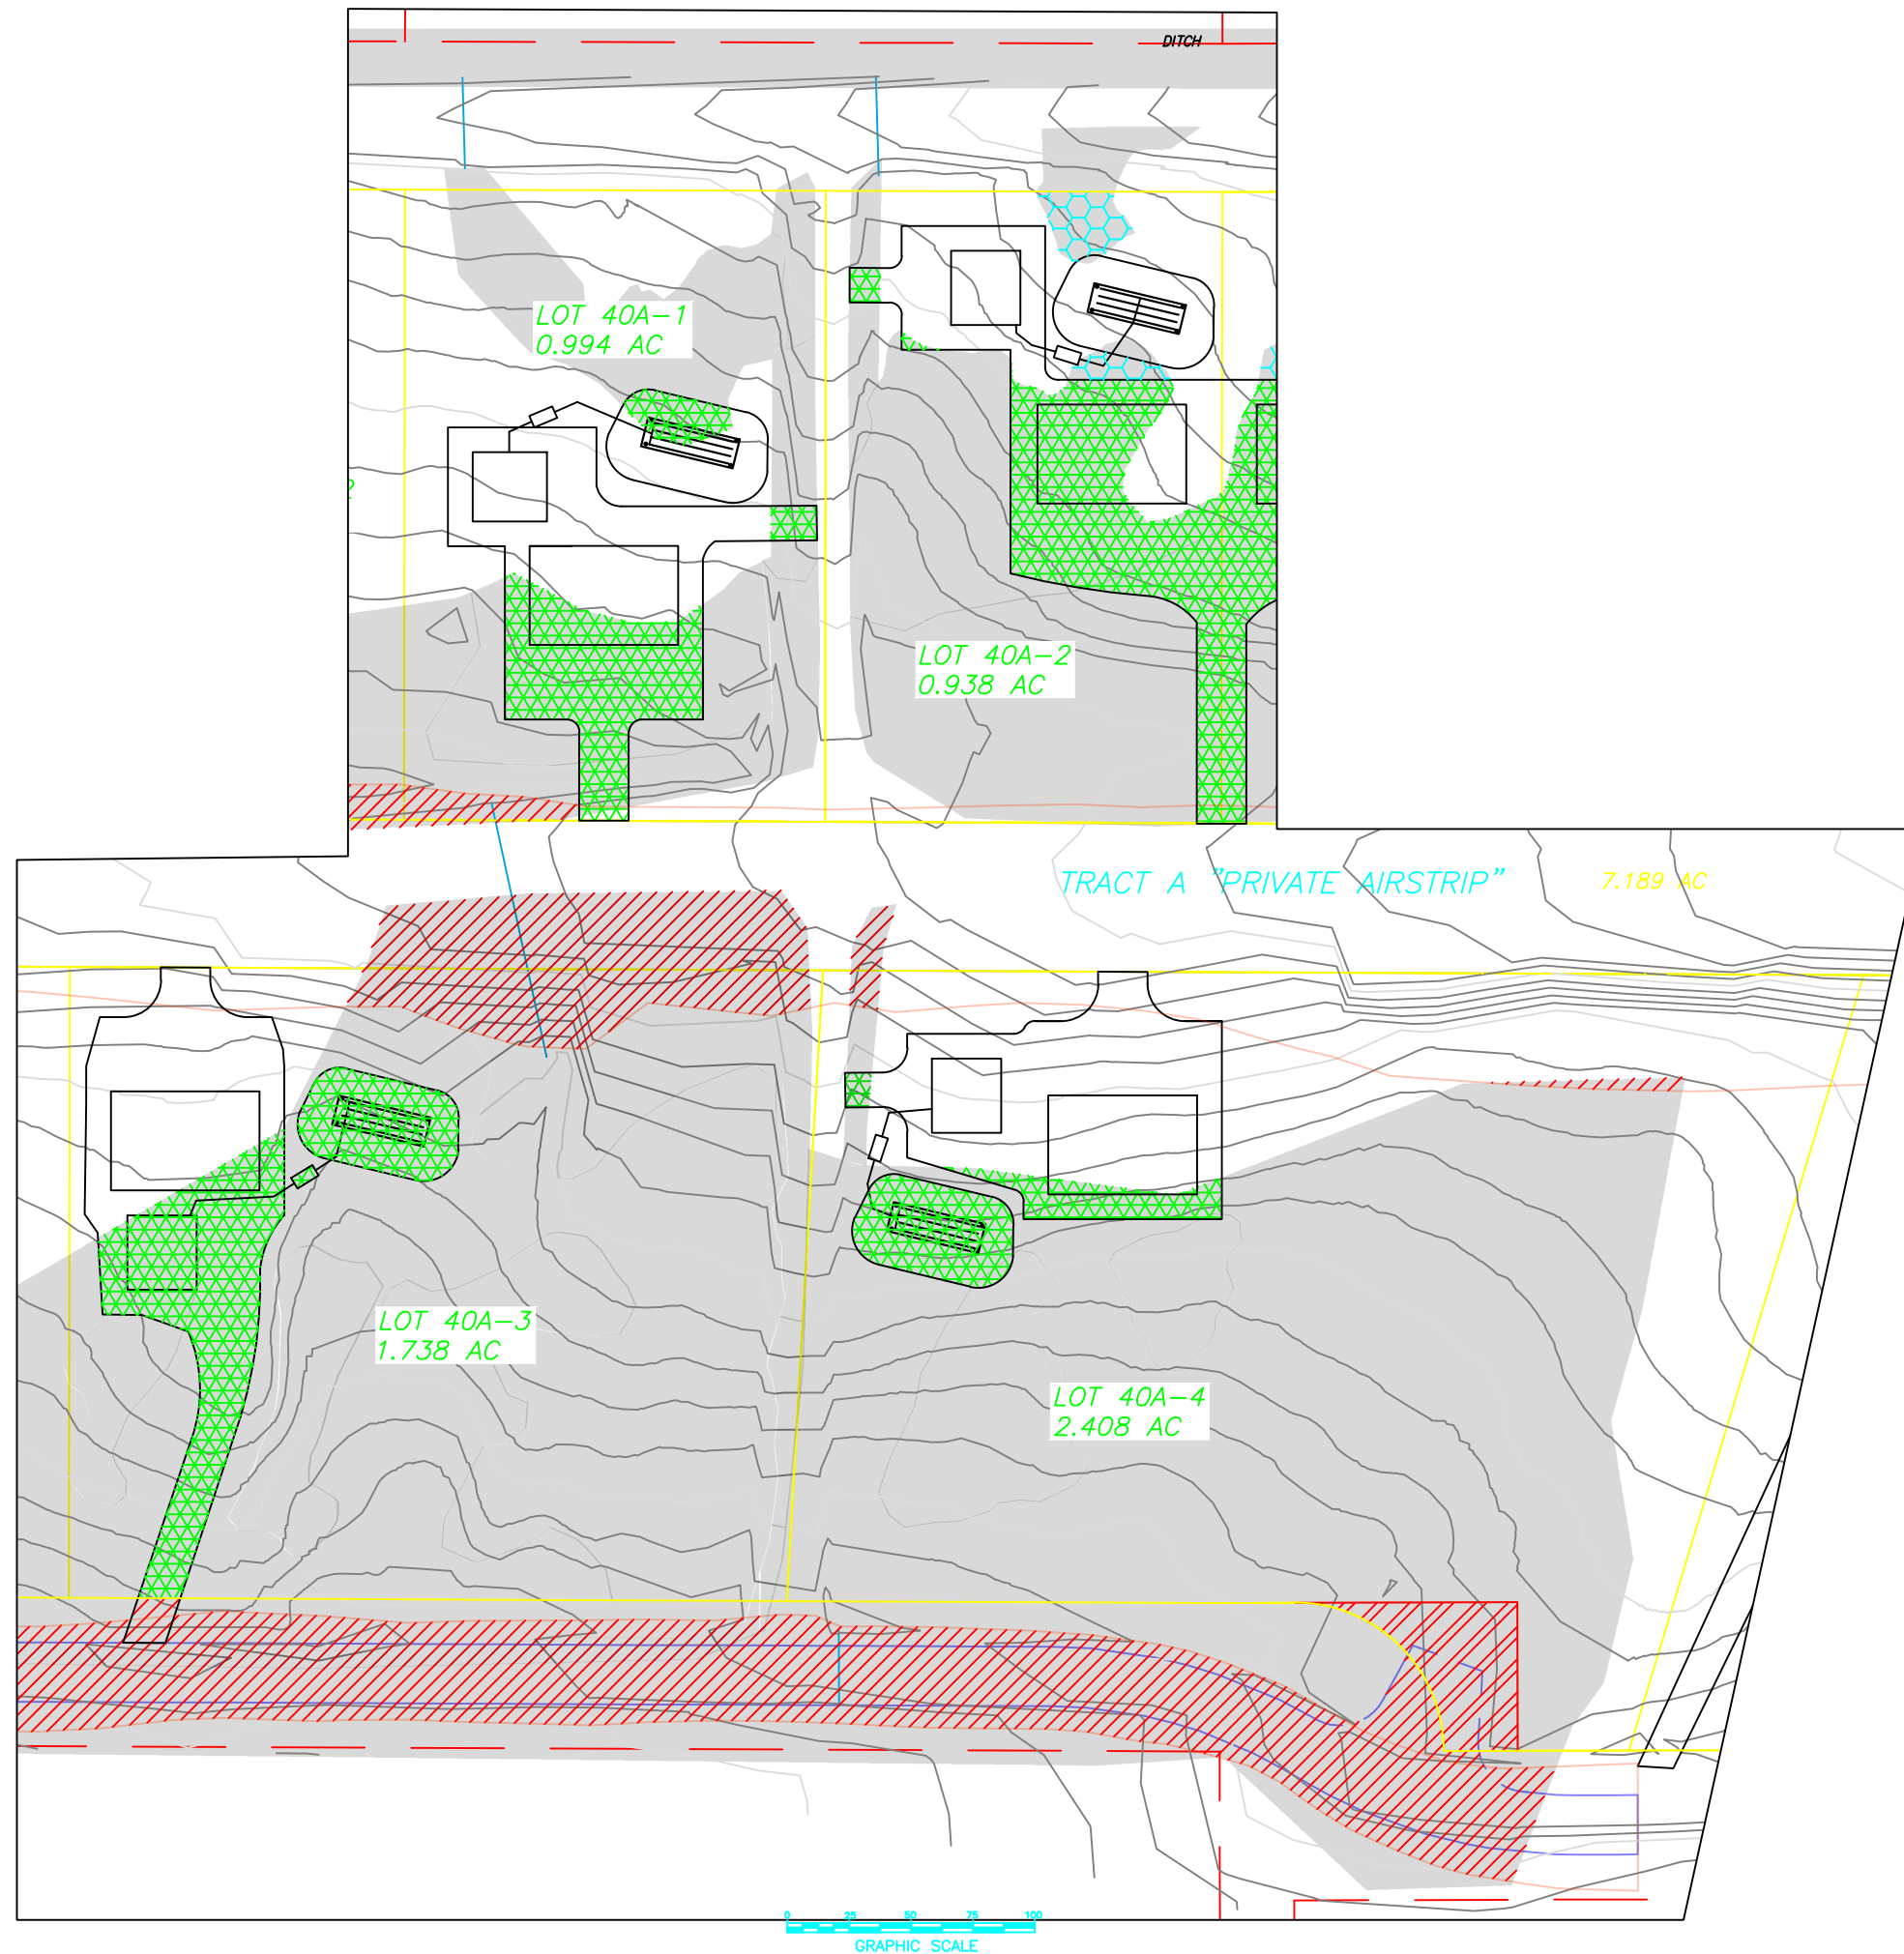 DITCH
LOT 40A-1
0.994 AC
2
LOT 40A-2
0.938 AC
TRACT A "PRIVATE AIRSTRIP"
7.189 AC
LOT 40A-3
1.738 AC
LOT 40A-4
2.408 AC
0 25 50 75 100
GRAPHIC SCALE